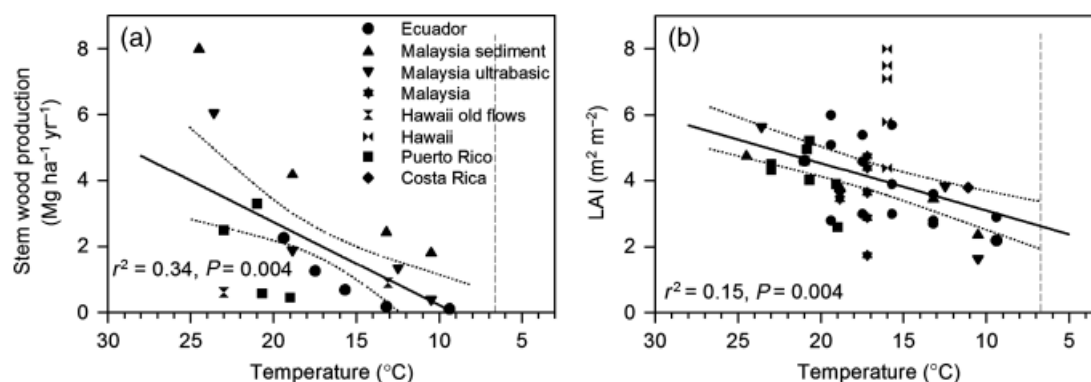 (a)
Ecuador
Malaysia sediment
Malaysia ultrabasic
Malaysia
Hawaii old flows
Hawaii
Puerto Rico
Costa Rica
8
6
4
2
0
Stem wood production
(Mg ha⁻¹ yr⁻¹)
r² = 0.34, P = 0.004
30 25 20 15 10 5
Temperature (°C)
(b)
8
6
4
2
0
LAI (m² m⁻²)
r² = 0.15, P = 0.004
30 25 20 15 10 5
Temperature (°C)